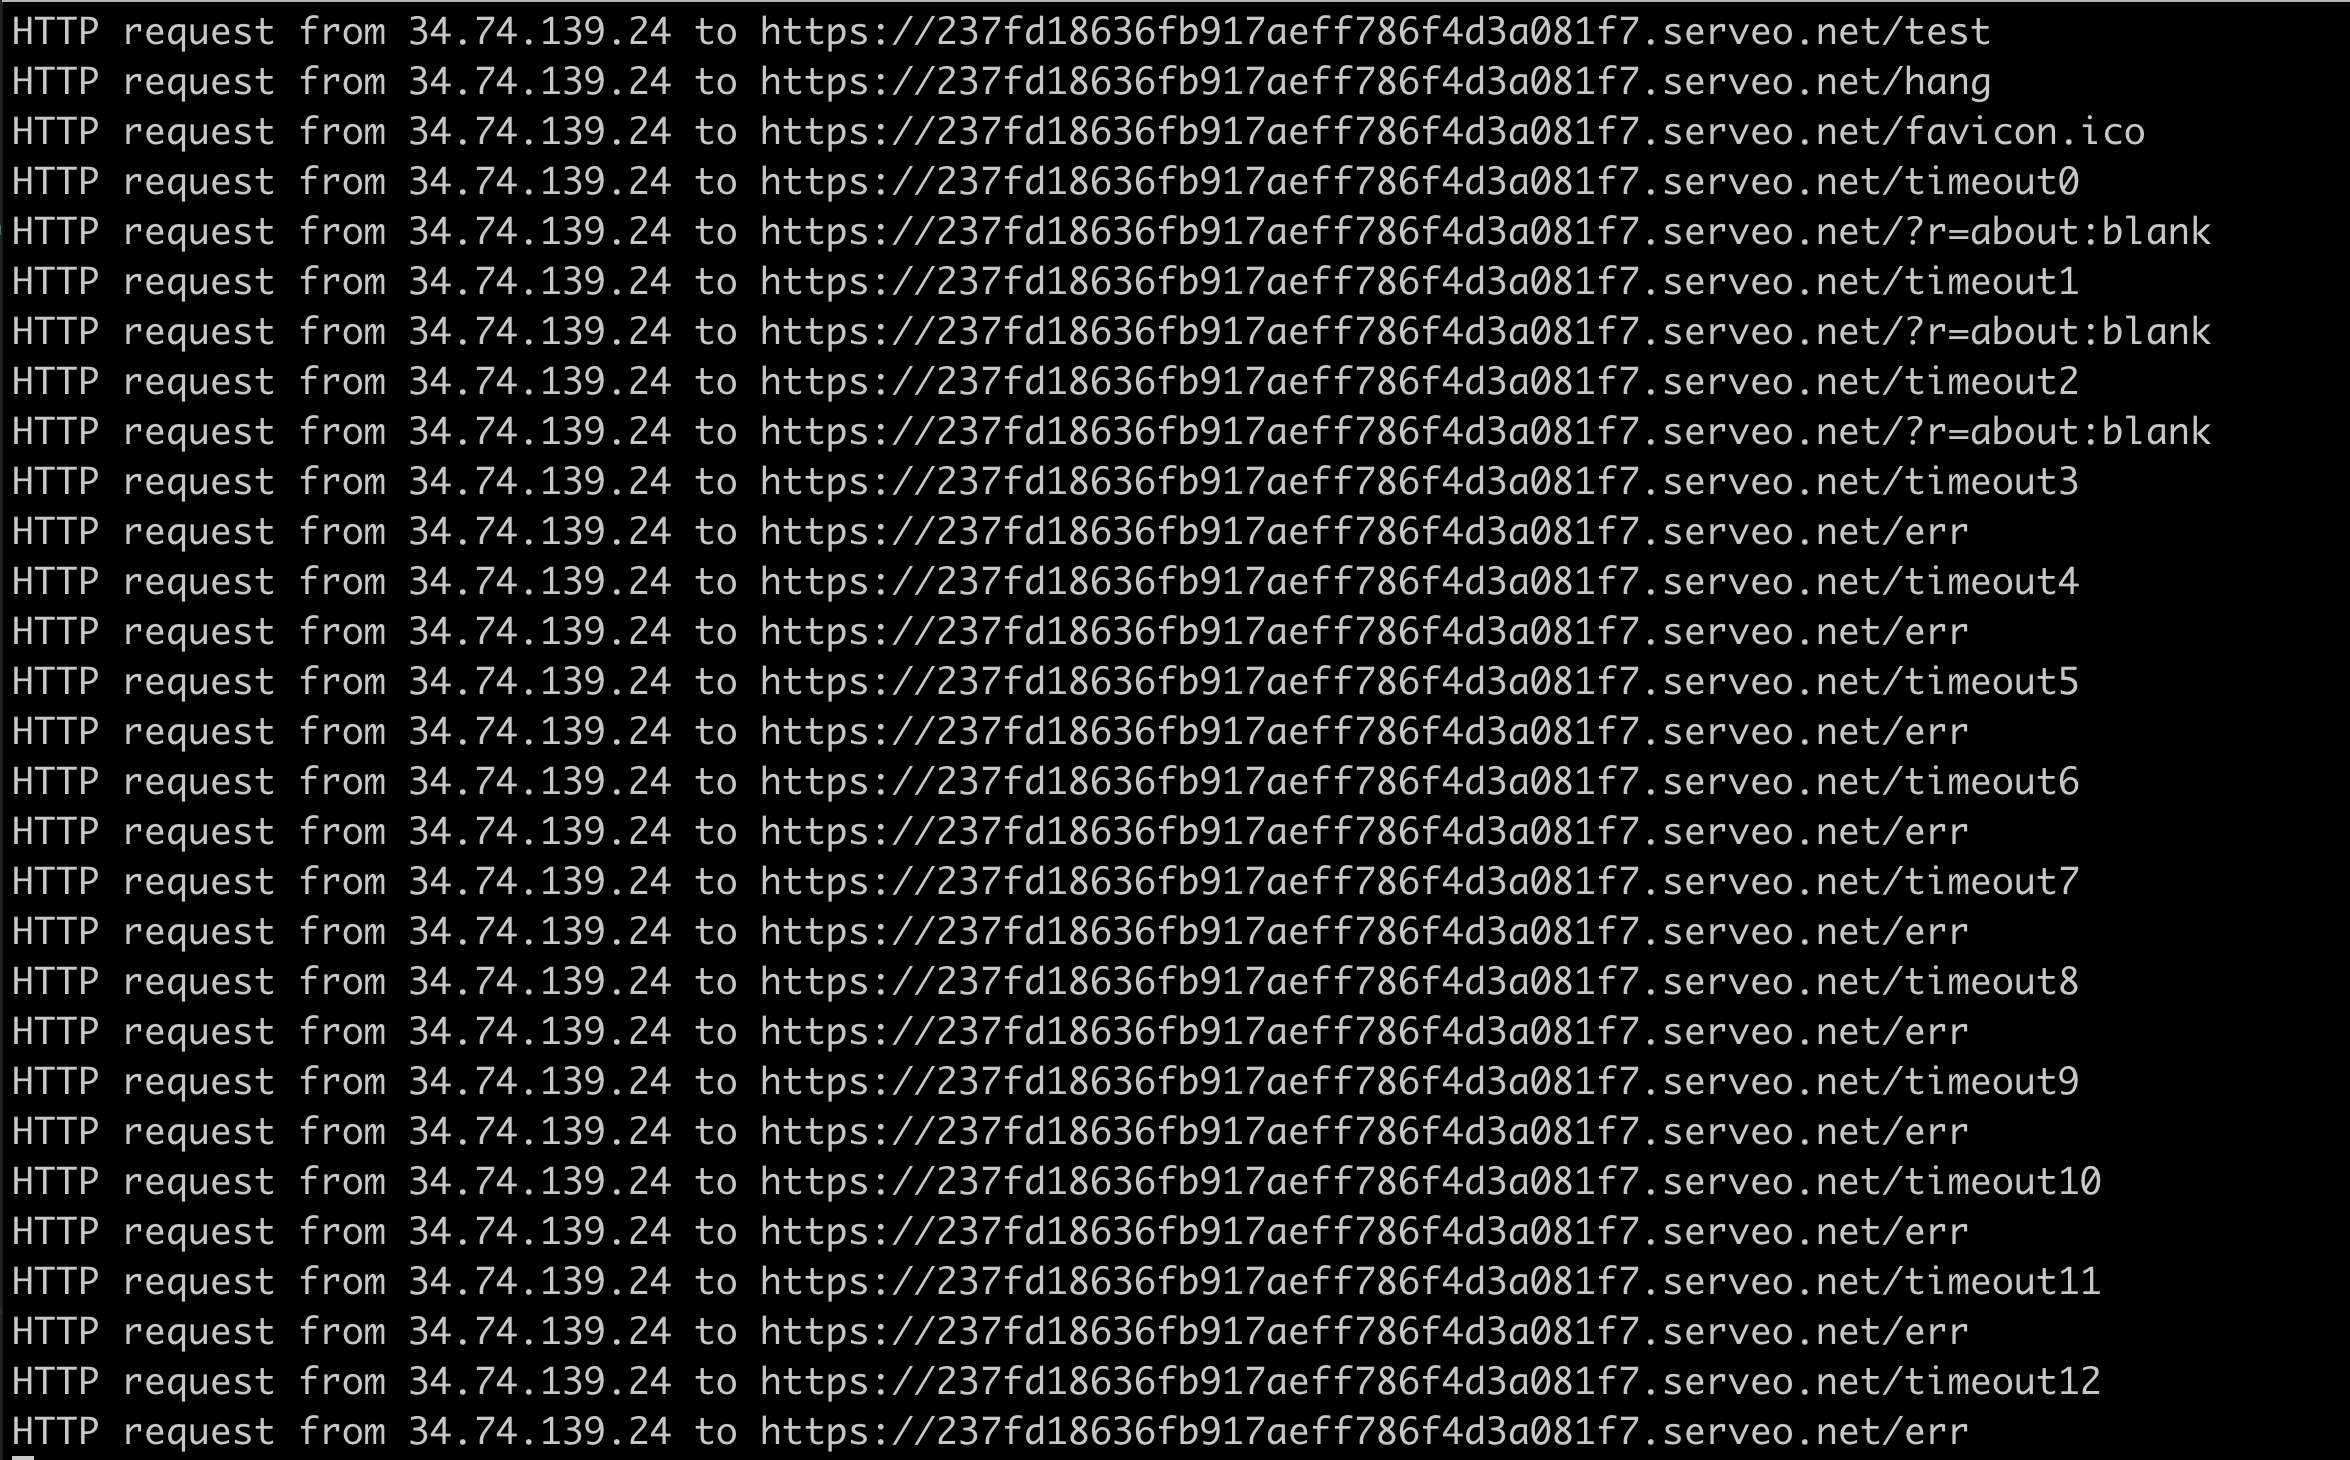 HTTP request from 34.74.139.24 to https://237fd18636fb917aeff786f4d3a081f7.serveo.net/test
HTTP request from 34.74.139.24 to https://237fd18636fb917aeff786f4d3a081f7.serveo.net/hang
HTTP request from 34.74.139.24 to https://237fd18636fb917aeff786f4d3a081f7.serveo.net/favicon.ico
HTTP request from 34.74.139.24 to https://237fd18636fb917aeff786f4d3a081f7.serveo.net/timeout0
HTTP request from 34.74.139.24 to https://237fd18636fb917aeff786f4d3a081f7.serveo.net/?r=about:blank
HTTP request from 34.74.139.24 to https://237fd18636fb917aeff786f4d3a081f7.serveo.net/timeout1
HTTP request from 34.74.139.24 to https://237fd18636fb917aeff786f4d3a081f7.serveo.net/?r=about:blank
HTTP request from 34.74.139.24 to https://237fd18636fb917aeff786f4d3a081f7.serveo.net/timeout2
HTTP request from 34.74.139.24 to https://237fd18636fb917aeff786f4d3a081f7.serveo.net/?r=about:blank
HTTP request from 34.74.139.24 to https://237fd18636fb917aeff786f4d3a081f7.serveo.net/timeout3
HTTP request from 34.74.139.24 to https://237fd18636fb917aeff786f4d3a081f7.serveo.net/err
HTTP request from 34.74.139.24 to https://237fd18636fb917aeff786f4d3a081f7.serveo.net/timeout4
HTTP request from 34.74.139.24 to https://237fd18636fb917aeff786f4d3a081f7.serveo.net/err
HTTP request from 34.74.139.24 to https://237fd18636fb917aeff786f4d3a081f7.serveo.net/timeout5
HTTP request from 34.74.139.24 to https://237fd18636fb917aeff786f4d3a081f7.serveo.net/err
HTTP request from 34.74.139.24 to https://237fd18636fb917aeff786f4d3a081f7.serveo.net/timeout6
HTTP request from 34.74.139.24 to https://237fd18636fb917aeff786f4d3a081f7.serveo.net/err
HTTP request from 34.74.139.24 to https://237fd18636fb917aeff786f4d3a081f7.serveo.net/timeout7
HTTP request from 34.74.139.24 to https://237fd18636fb917aeff786f4d3a081f7.serveo.net/err
HTTP request from 34.74.139.24 to https://237fd18636fb917aeff786f4d3a081f7.serveo.net/timeout8
HTTP request from 34.74.139.24 to https://237fd18636fb917aeff786f4d3a081f7.serveo.net/err
HTTP request from 34.74.139.24 to https://237fd18636fb917aeff786f4d3a081f7.serveo.net/timeout9
HTTP request from 34.74.139.24 to https://237fd18636fb917aeff786f4d3a081f7.serveo.net/err
HTTP request from 34.74.139.24 to https://237fd18636fb917aeff786f4d3a081f7.serveo.net/timeout10
HTTP request from 34.74.139.24 to https://237fd18636fb917aeff786f4d3a081f7.serveo.net/err
HTTP request from 34.74.139.24 to https://237fd18636fb917aeff786f4d3a081f7.serveo.net/timeout11
HTTP request from 34.74.139.24 to https://237fd18636fb917aeff786f4d3a081f7.serveo.net/err
HTTP request from 34.74.139.24 to https://237fd18636fb917aeff786f4d3a081f7.serveo.net/timeout12
HTTP request from 34.74.139.24 to https://237fd18636fb917aeff786f4d3a081f7.serveo.net/err